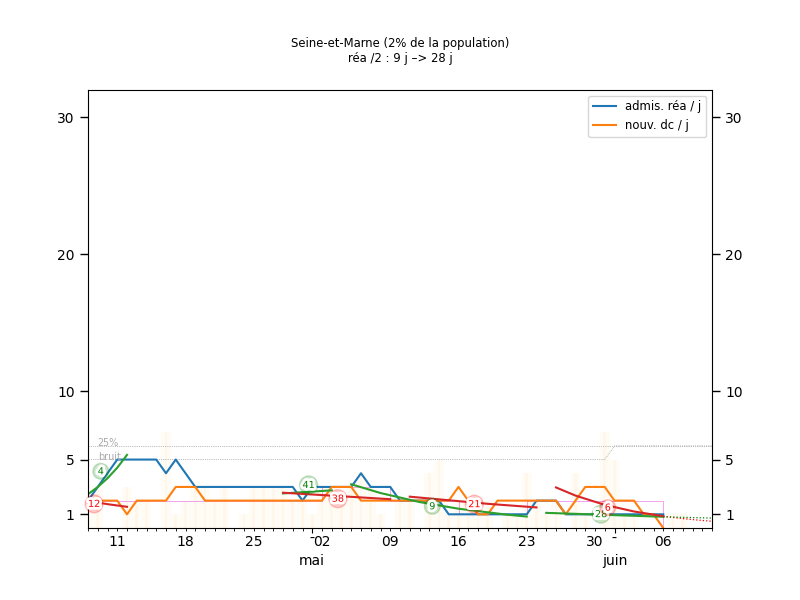 Seine-et-Marne (2% de la population)
réa /2 : 9 j –> 28 j
admis. réa / j
nouv. dc / j
30 30
20 20
10 10
25%
bruit
5 5
4
41
12
38
9
21
28
6
1 1
11 18 25 02 09 16 23 30 06
mai juin